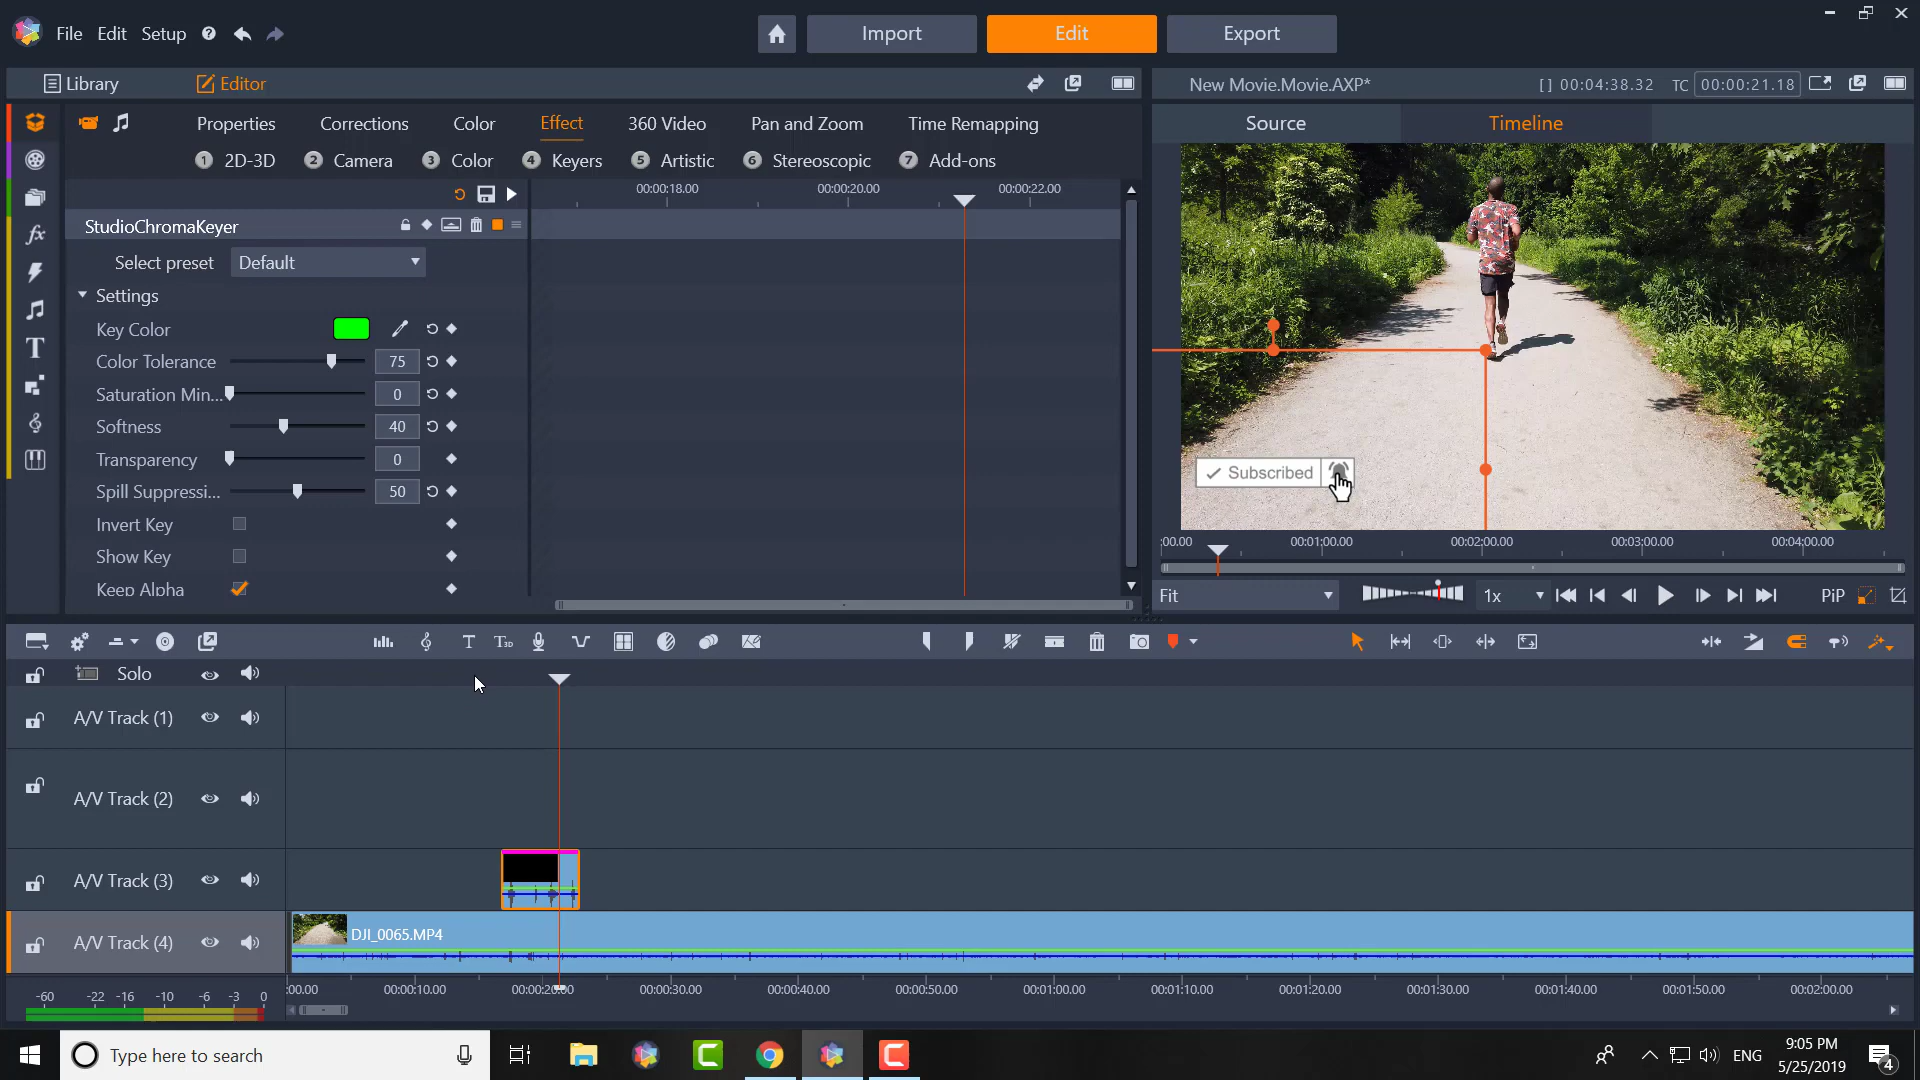 File Edit Setup ? Import Edit Export
Library Editor New Movie.Movie.AXP* [ ] 00:04:38.32 TC 00:00:21.18
Properties Corrections Color Effect 360 Video Pan and Zoom Time Remapping Source Timeline
1 2D-3D 2 Camera 3 Color 4 Keyers 5 Artistic 6 Stereoscopic 7 Add-ons
00:00:18.00 00:00:20.00 00:00:22.00
StudioChromaKeyer
Select preset Default
Settings
Key Color
Color Tolerance 75
Saturation Min... 0
Softness 40
Transparency 0
Spill Suppressi... 50
Invert Key
Show Key
Keep Alpha
Subscribed
:00.00 00:01:00.00 00:02:00.00 00:03:00.00 00:04:00.00
Fit 1x PiP
T T3D
Solo
A/V Track (1)
A/V Track (2)
A/V Track (3)
A/V Track (4) DJI_0065.MP4
-60 -22 -16 -10 -6 -3 0 :00.00 00:00:10.00 00:00:20.00 00:00:30.00 00:00:40.00 00:00:50.00 00:01:00.00 00:01:10.00 00:01:20.00 00:01:30.00 00:01:40.00 00:01:50.00 00:02:00.00
Type here to search ENG 9:05 PM
5/25/2019 4